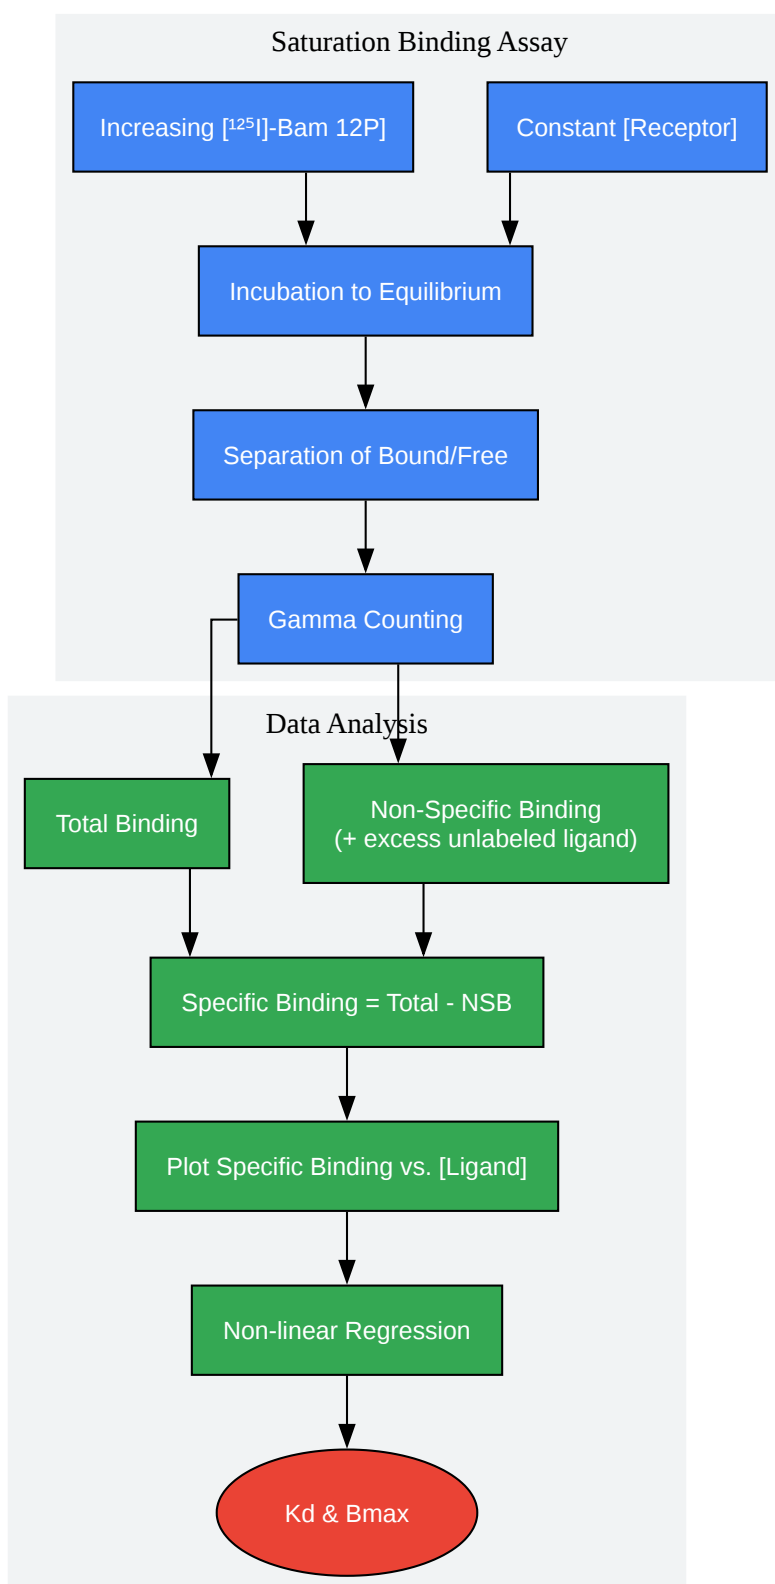 Saturation Binding Assay
Increasing [¹²⁵I]-Bam 12P]
Constant [Receptor]
Incubation to Equilibrium
Separation of Bound/Free
Gamma Counting
Data Analysis
Total Binding
Non-Specific Binding
(+ excess unlabeled ligand)
Specific Binding = Total - NSB
Plot Specific Binding vs. [Ligand]
Non-linear Regression
Kd & Bmax